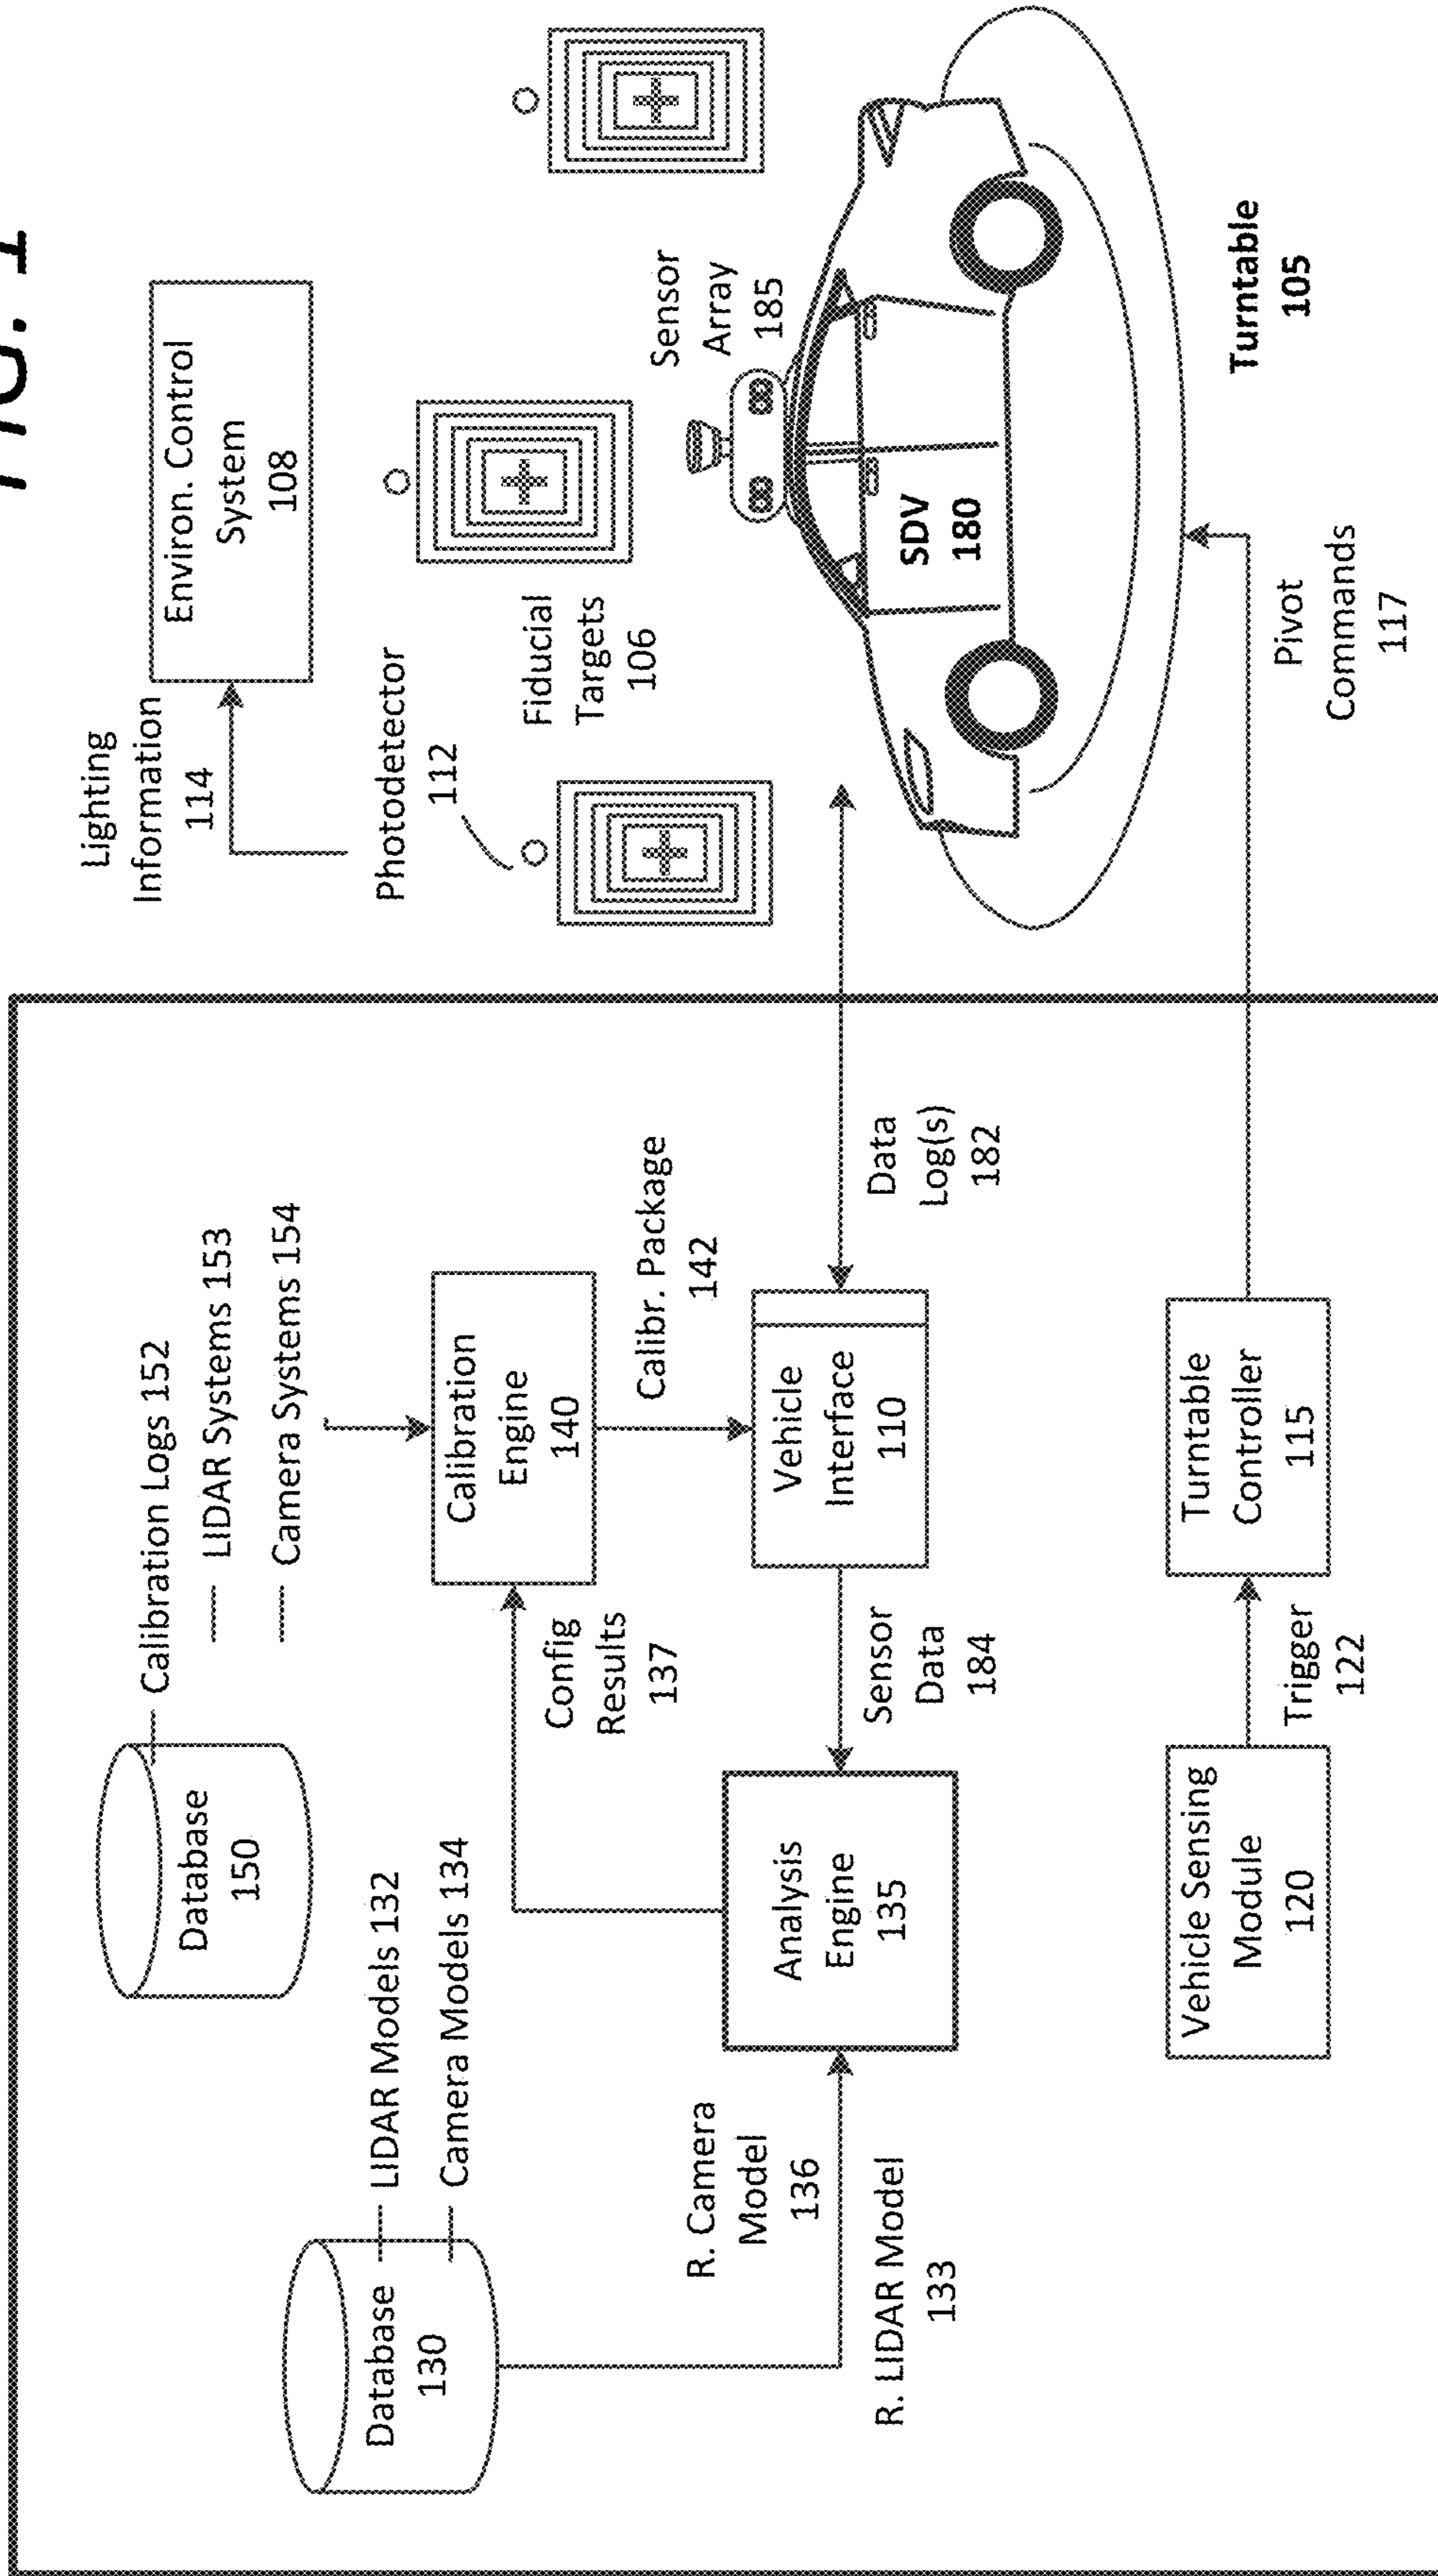 FIG. 1
Database
150
Calibration Logs 152
LIDAR Systems 153
Camera Systems 154
Lighting
Information
114
Environ. Control
System
108
Database
130
LIDAR Models 132
Camera Models 134
Config
Results
137
Calibration
Engine
140
Calibr. Package
142
Photodetector
112
Fiducial
Targets
106
Sensor
Array
185
R. Camera
Model
136
R. LIDAR Model
133
Analysis
Engine
135
Sensor
Data
184
Vehicle
Interface
110
Data
Log(s)
182
SDV
180
Vehicle Sensing
Module
120
Trigger
122
Turntable
Controller
115
Pivot
Commands
117
Turntable
105